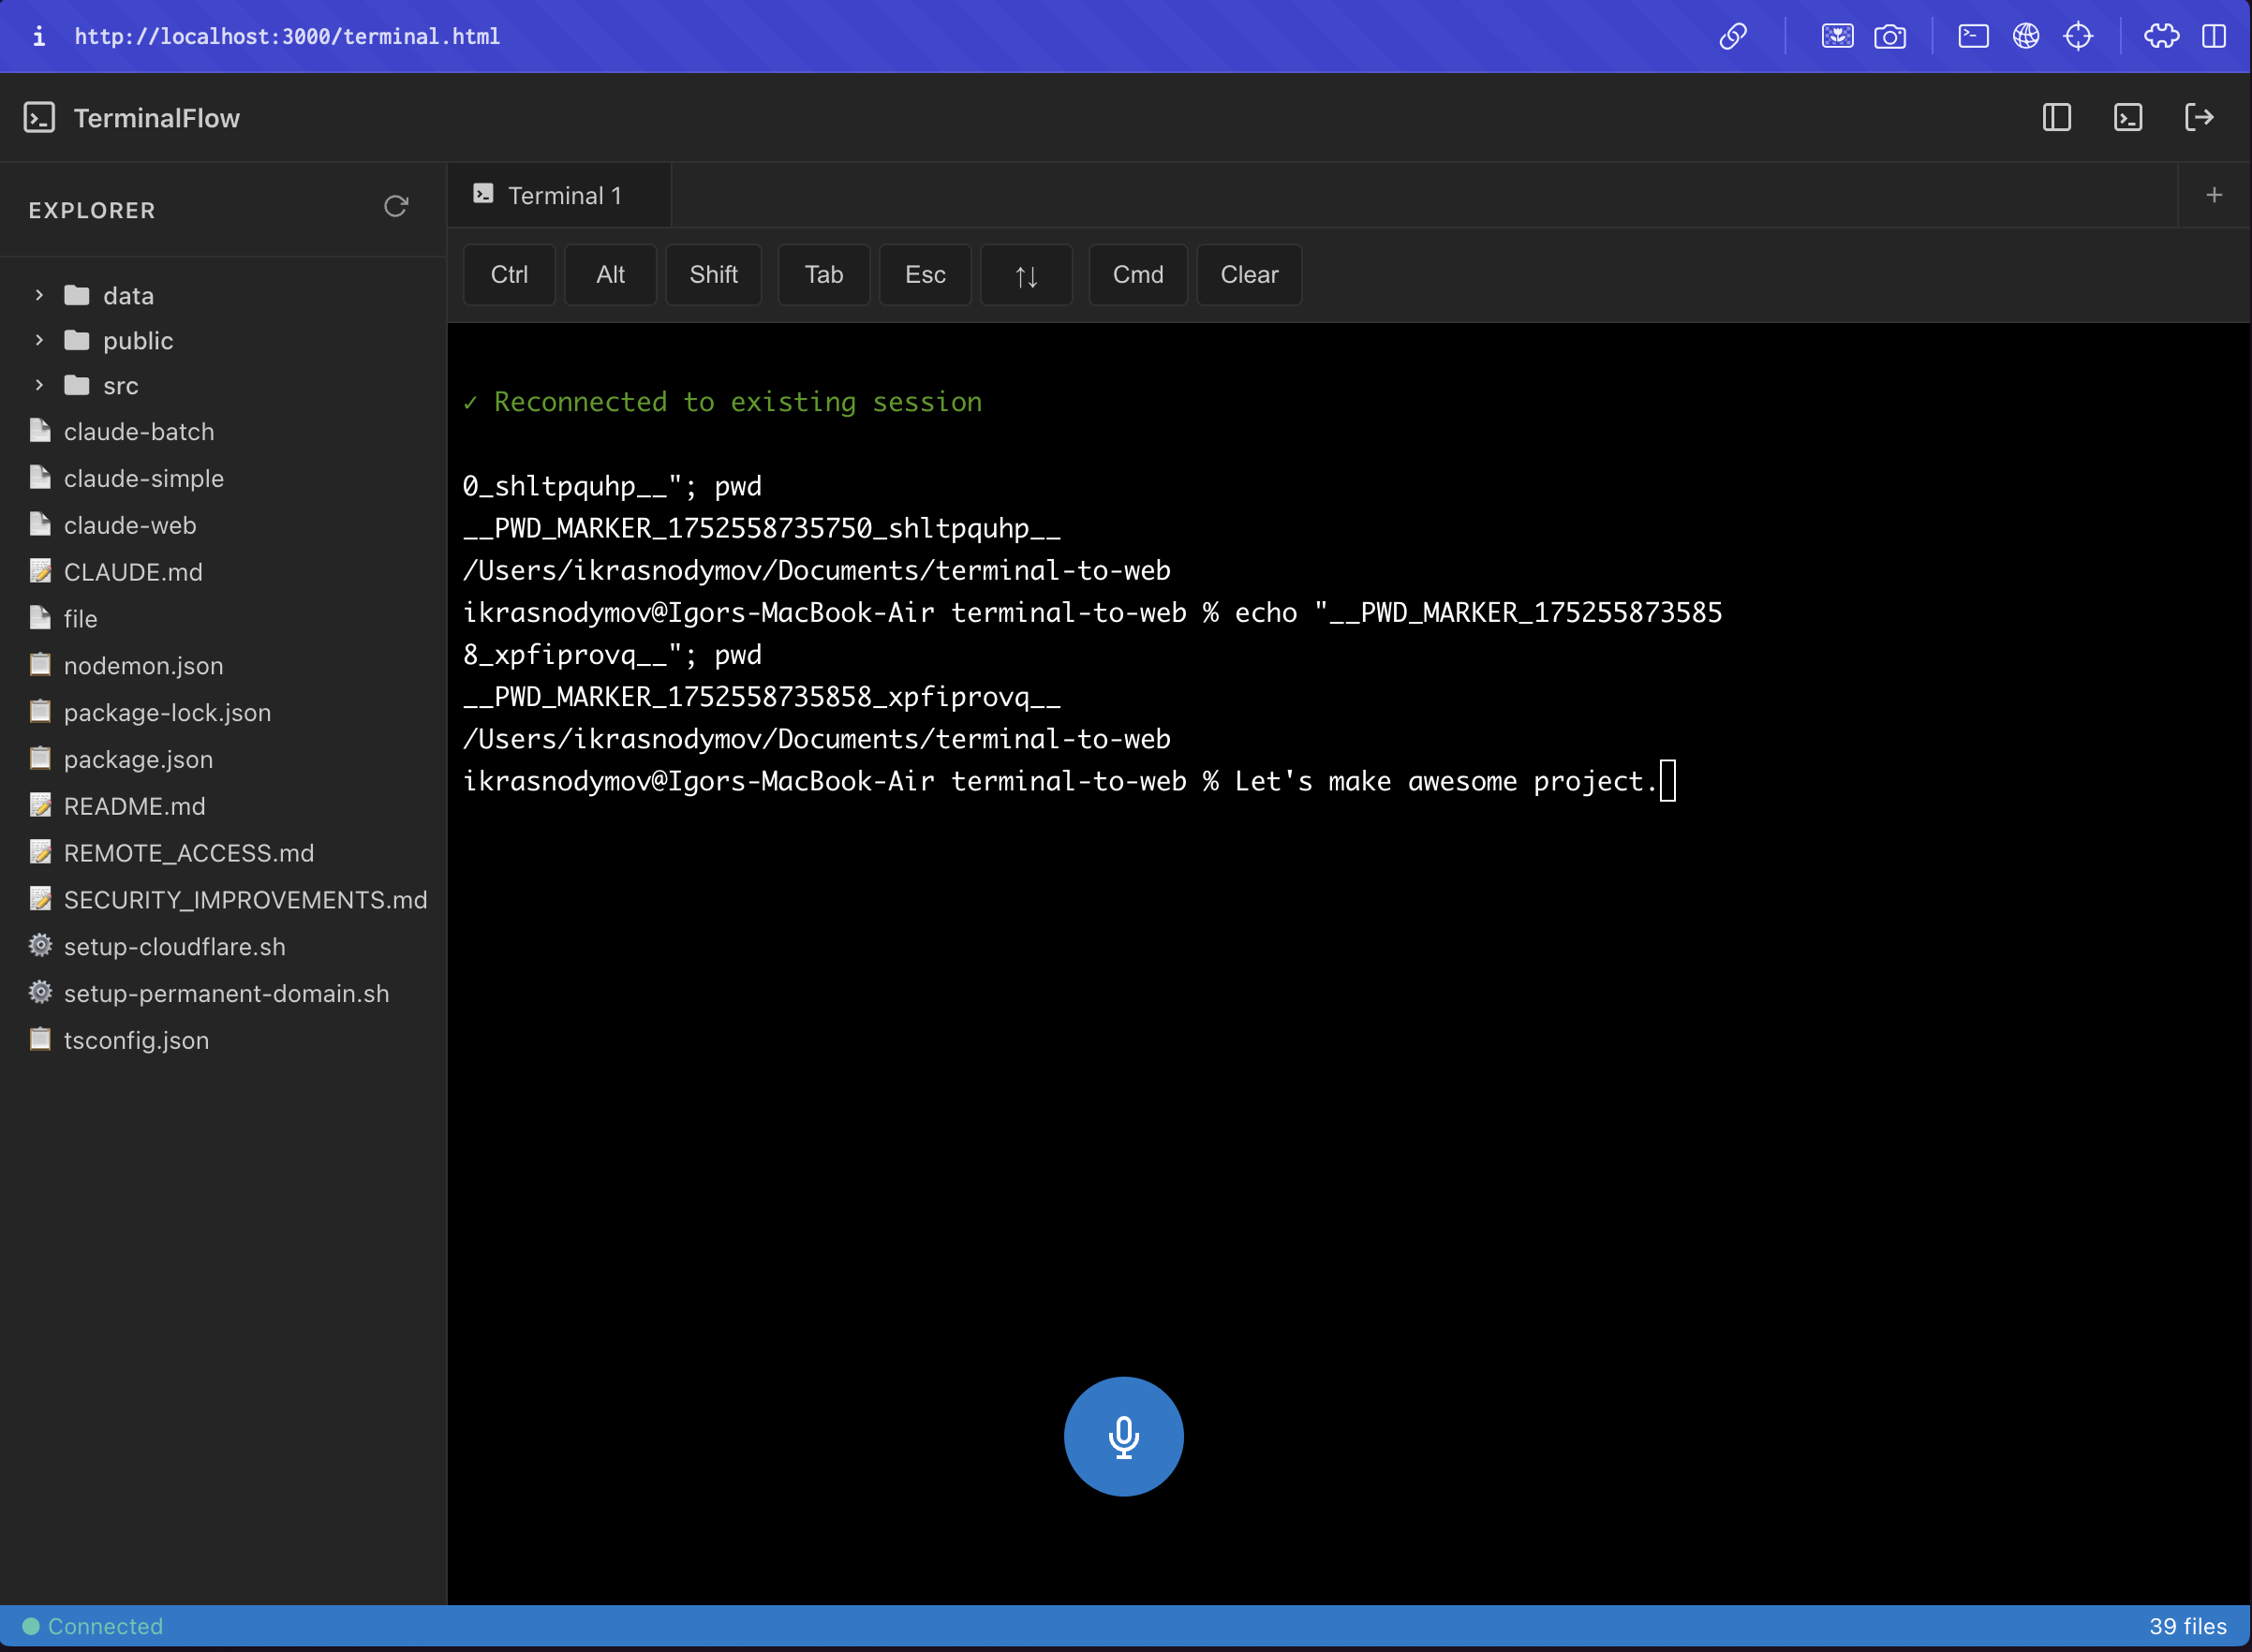 http://localhost:3000/terminal.html
TerminalFlow
EXPLORER
data
public
src
claude-batch
claude-simple
claude-web
CLAUDE.md
file
nodemon.json
package-lock.json
package.json
README.md
REMOTE_ACCESS.md
SECURITY_IMPROVEMENTS.md
setup-cloudflare.sh
setup-permanent-domain.sh
tsconfig.json
Terminal 1
Ctrl Alt Shift Tab Esc ↑↓ Cmd Clear
✓ Reconnected to existing session
0_shltpquhp__"; pwd
__PWD_MARKER_1752558735750_shltpquhp__
/Users/ikrasnodymov/Documents/terminal-to-web
ikrasnodymov@Igors-MacBook-Air terminal-to-web % echo "__PWD_MARKER_175255873585
8_xpfiprovq__"; pwd
__PWD_MARKER_1752558735858_xpfiprovq__
/Users/ikrasnodymov/Documents/terminal-to-web
ikrasnodymov@Igors-MacBook-Air terminal-to-web % Let's make awesome project.
Connected
39 files